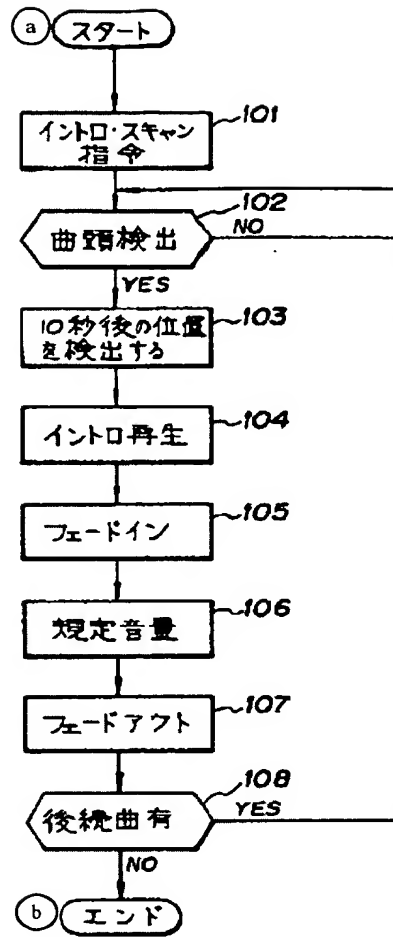 a スタート
イントロ・スキャン
指令
101
曲頭検出
102
NO
YES
10秒後の位置
を検出する
103
イントロ再生
104
フェードイン
105
規定音量
106
フェードアウト
107
後続曲有
108
YES
NO
b エンド